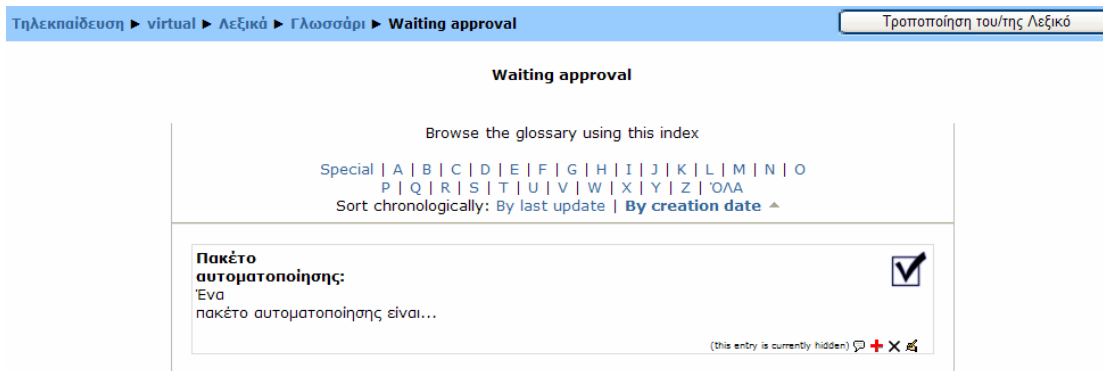 Τηλεκπαίδευση ► virtual ► Λεξικά ► Γλωσσάρι ► Waiting approval
Τροποποίηση του/της Λεξικό
Waiting approval
Browse the glossary using this index
Special | A | B | C | D | E | F | G | H | I | J | K | L | M | N | O
P | Q | R | S | T | U | V | W | X | Y | Z | ΌΛΑ
Sort chronologically: By last update | By creation date
Πακέτο
αυτοματοποίησης:
Ένα
πακέτο αυτοματοποίησης είναι...
(this entry is currently hidden)